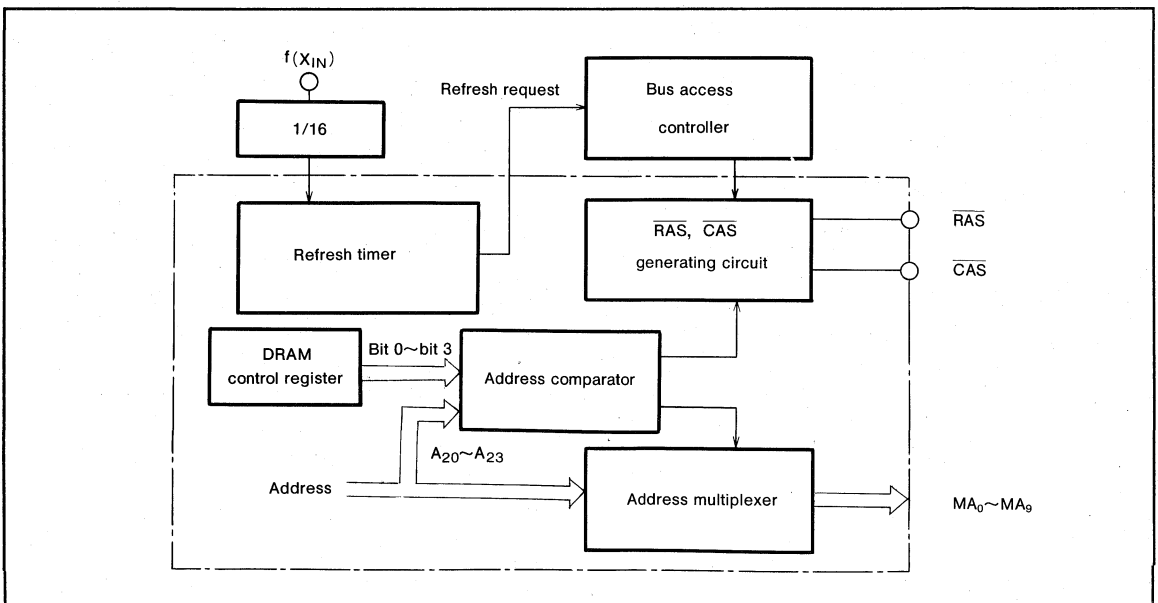 f(XIN)
1/16
Refresh request
Bus access
controller
Refresh timer
RAS, CAS
generating circuit
RAS
CAS
DRAM
control register
Bit 0~bit 3
Address comparator
A20~A23
Address
Address multiplexer
MA0~MA9